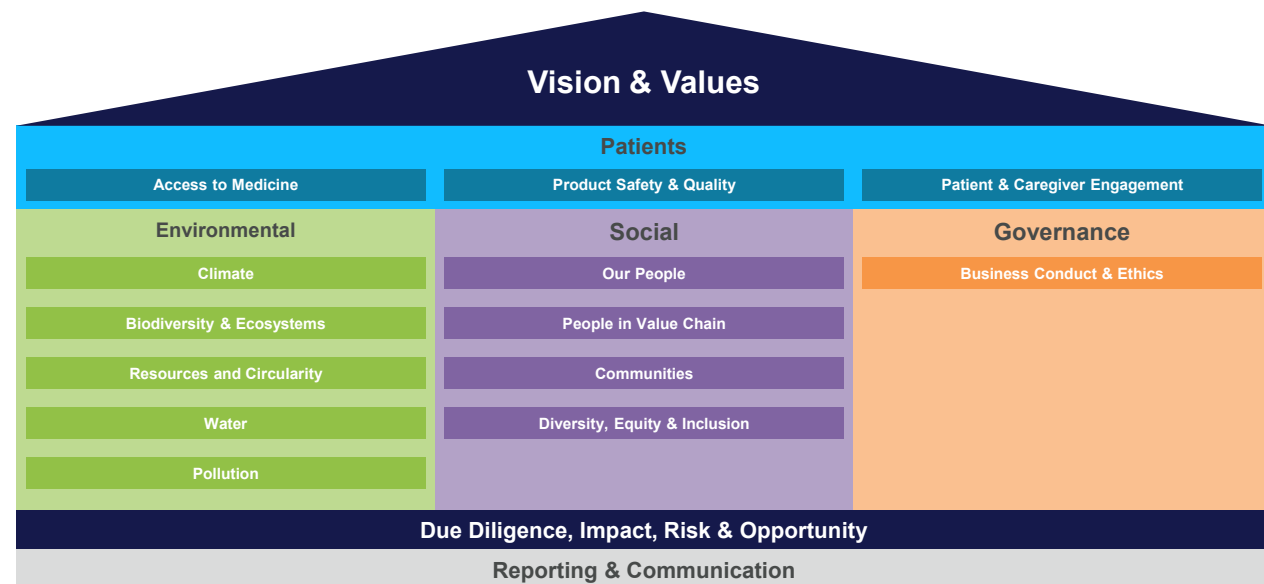 Vision & Values
Patients
Access to Medicine
Product Safety & Quality
Patient & Caregiver Engagement
Environmental
Climate
Biodiversity & Ecosystems
Resources and Circularity
Water
Pollution
Social
Our People
People in Value Chain
Communities
Diversity, Equity & Inclusion
Governance
Business Conduct & Ethics
Due Diligence, Impact, Risk & Opportunity
Reporting & Communication